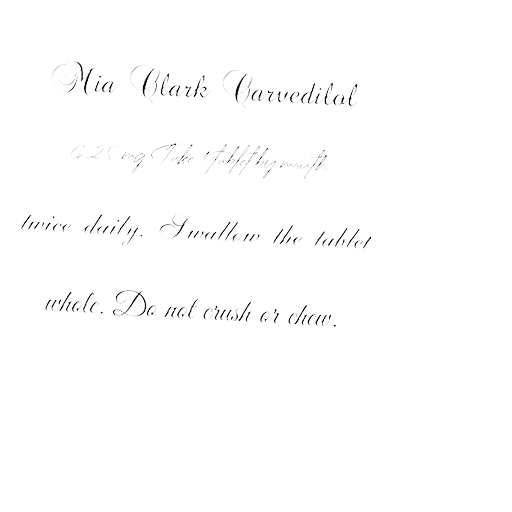 Mia Clark Carvedilol
6.25 mg Take 1 tablet by mouth
twice daily. Swallow the tablet
whole. Do not crush or chew.